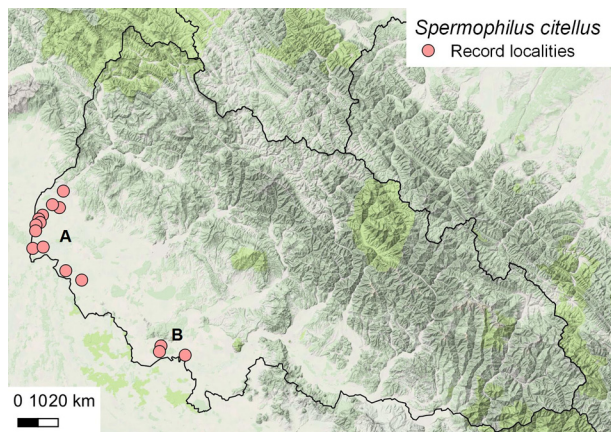 Spermophilus citellus
Record localities
A
B
0 1020 km